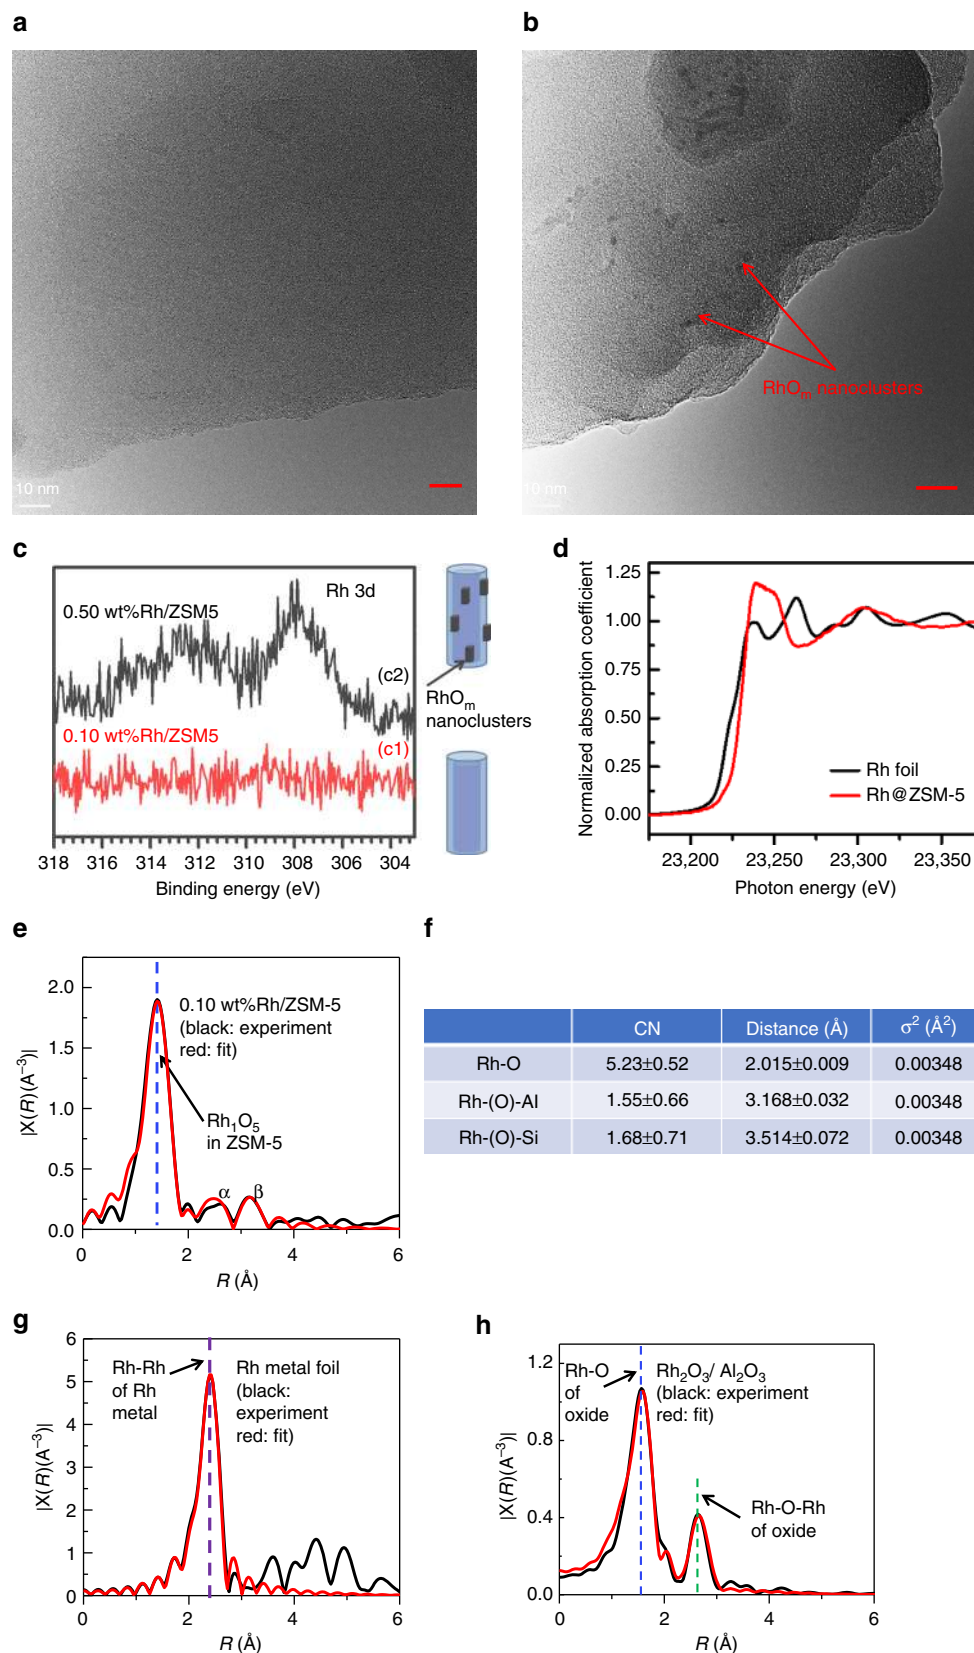 a
b
10 nm
10 nm
RhOm nanoclusters
c
Rh 3d
0.50 wt%Rh/ZSM5
(c2)
0.10 wt%Rh/ZSM5
(c1)
318 316 314 312 310 308 306 304
Binding energy (eV)
RhOm
nanoclusters
d
Normalized absorption coefficient
1.25
1.00
0.75
0.50
0.25
0.00
Rh foil
Rh@ZSM-5
23,200 23,250 23,300 23,350
Photon energy (eV)
e
|X(R)(A⁻³)|
2.0
1.5
1.0
0.5
0.0
0.10 wt%Rh/ZSM-5
(black: experiment
red: fit)
Rh₁O₅
in ZSM-5
α β
0 2 4 6
R (Å)
f
CN Distance (Å) σ² (Å²)
Rh-O 5.23±0.52 2.015±0.009 0.00348
Rh-(O)-Al 1.55±0.66 3.168±0.032 0.00348
Rh-(O)-Si 1.68±0.71 3.514±0.072 0.00348
g
|X(R)(A⁻³)|
6
5
4
3
2
1
0
Rh-Rh
of Rh
metal
Rh metal foil
(black:
experiment
red: fit)
0 2 4 6
R (Å)
h
|X(R)(A⁻³)|
1.2
0.8
0.4
0.0
Rh-O
of
oxide
Rh₂O₃/ Al₂O₃
(black: experiment
red: fit)
Rh-O-Rh
of oxide
0 2 4 6
R (Å)